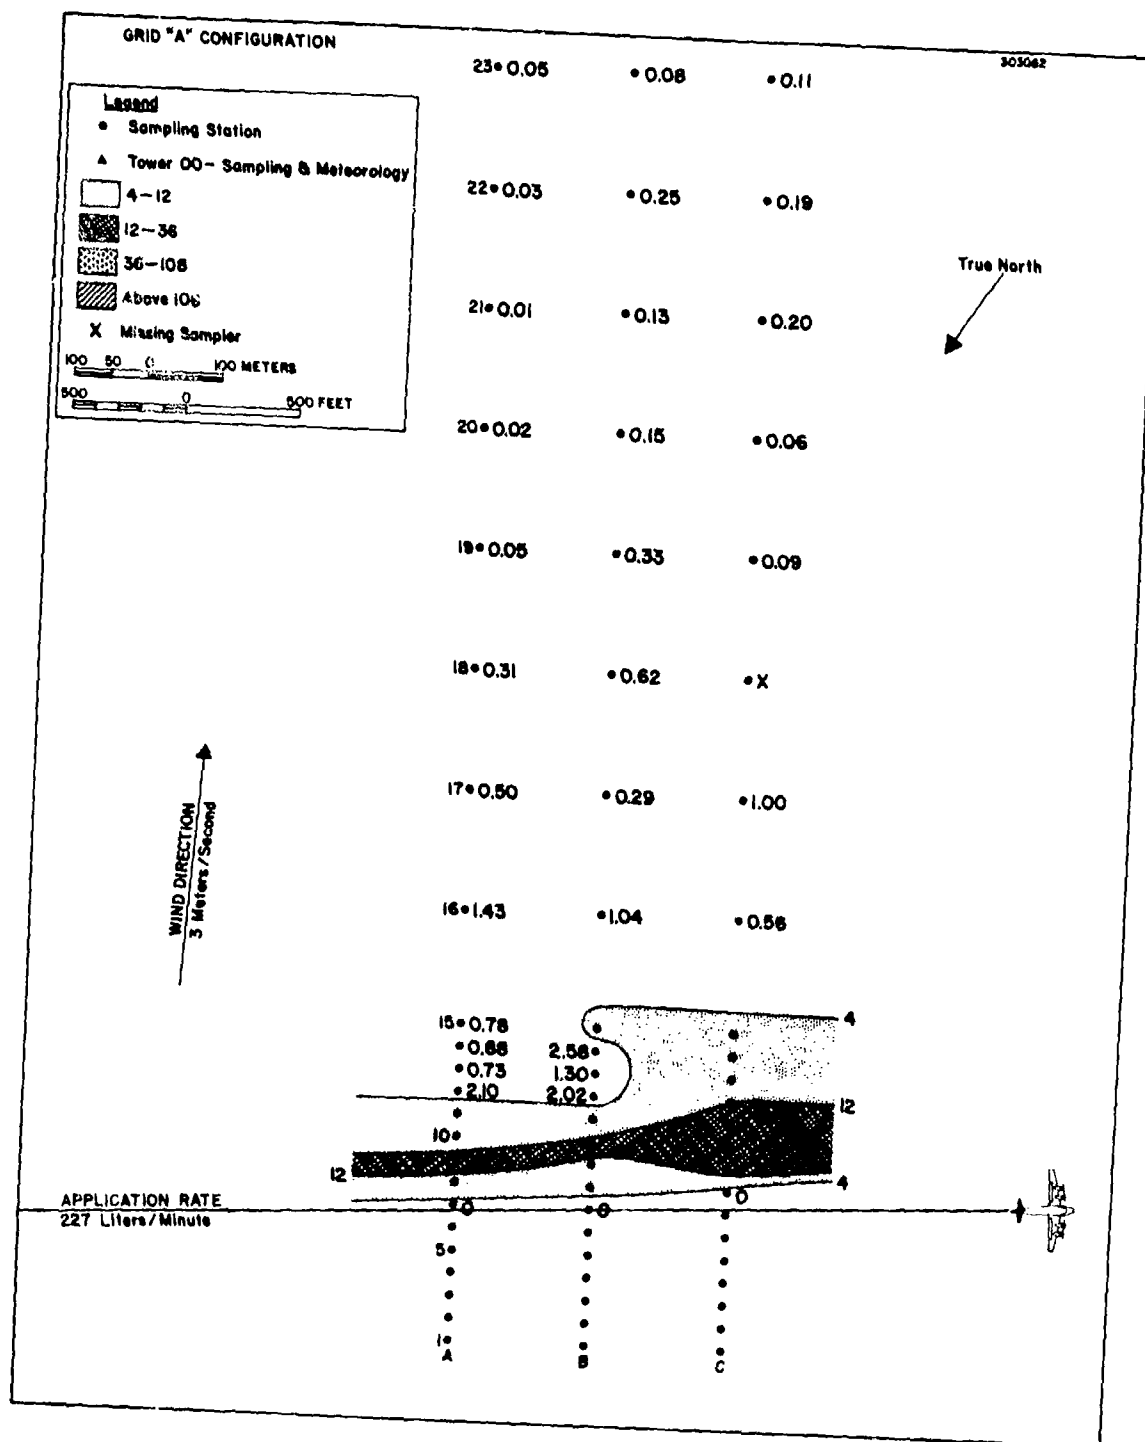 GRID "A" CONFIGURATION
303062
Legend
• Sampling Station
▲ Tower 00- Sampling & Meteorology
4-12
12-36
36-108
Above 108
X Missing Sampler
100 50 0 100 METERS
500 0 500 FEET
True North
23 0.05 0.08 0.11
22 0.03 0.25 0.19
21 0.01 0.13 0.20
20 0.02 0.15 0.06
19 0.05 0.33 0.09
18 0.31 0.62 X
17 0.50 0.29 1.00
16 1.43 1.04 0.56
WIND DIRECTION
3 Meters/Second
15 0.78 4
0.68 2.58
0.73 1.30
2.10 2.02 12
10
12 4
APPLICATION RATE
227 Liters/Minute
0 0 0
5
1
A B C